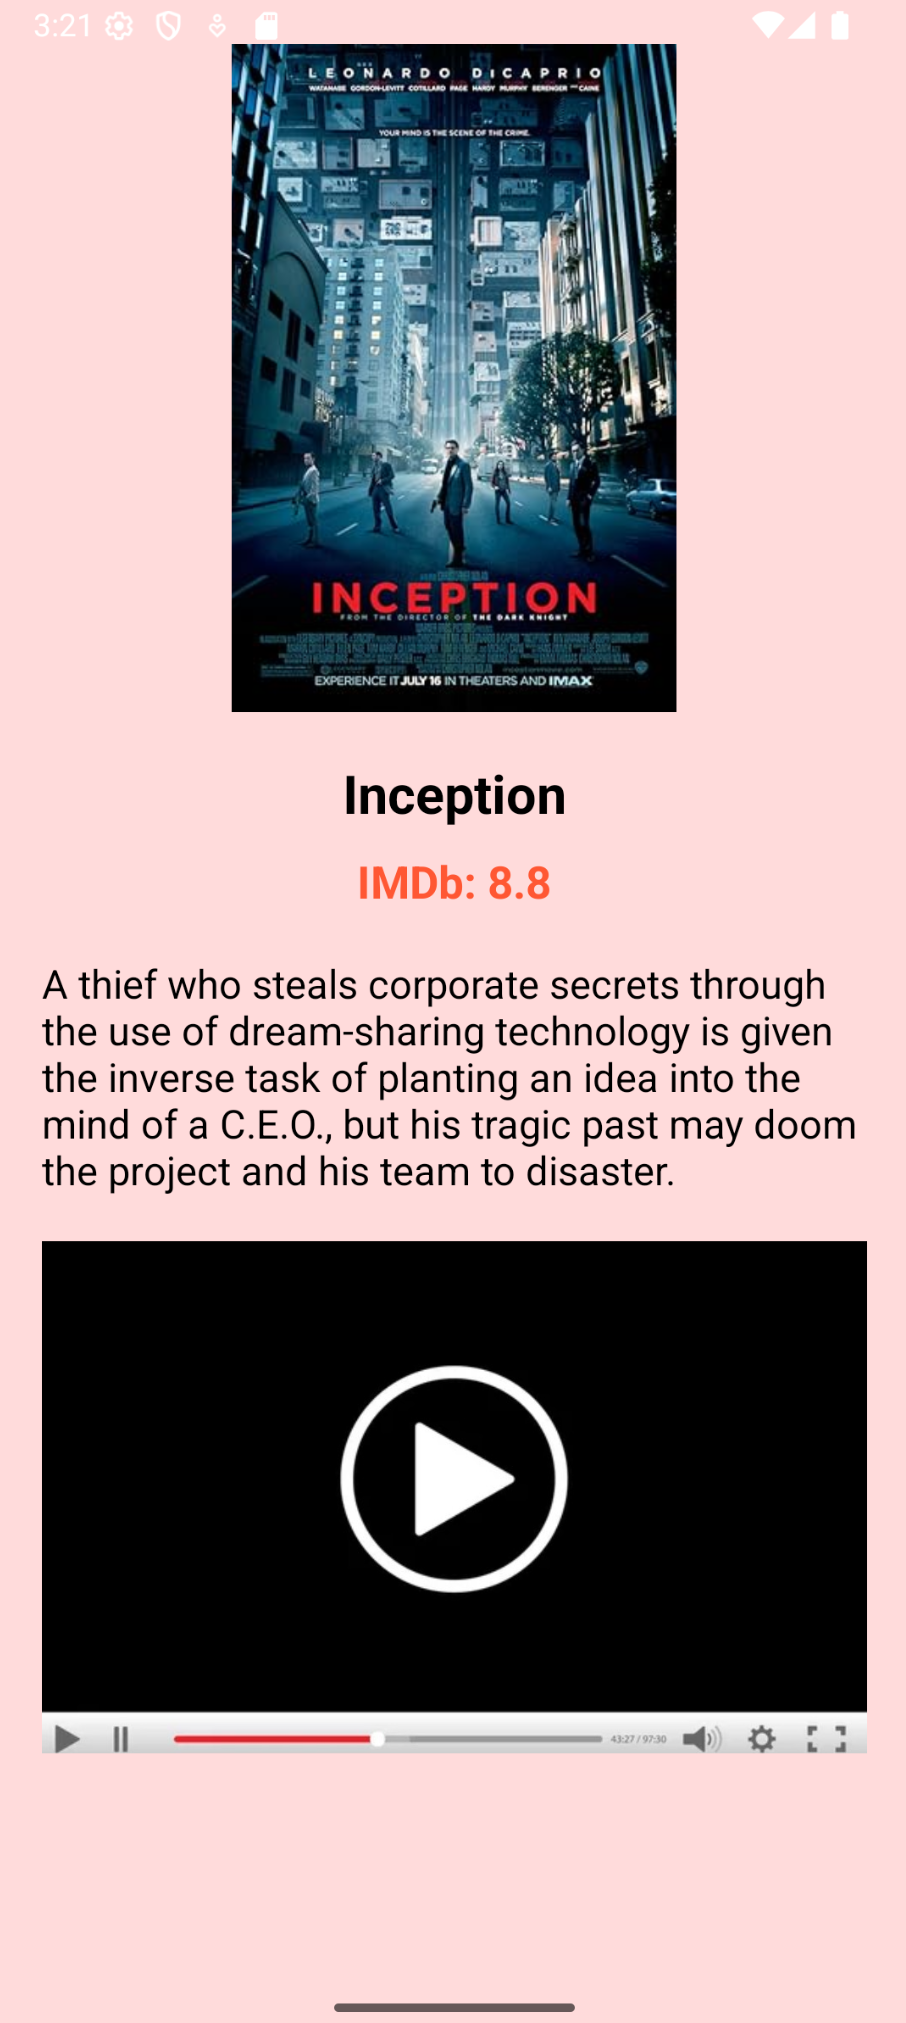 3:21
LEONARDO DiCAPRIO
WATANABE GORDON-LEVITT COTILLARD PAGE HARDY MURPHY BERENGER AND CAINE
YOUR MIND IS THE SCENE OF THE CRIME.
INCEPTION
FROM THE DIRECTOR OF THE DARK KNIGHT
EXPERIENCE IT JULY 16 IN THEATERS AND IMAX
Inception
IMDb: 8.8
A thief who steals corporate secrets through
the use of dream-sharing technology is given
the inverse task of planting an idea into the
mind of a C.E.O., but his tragic past may doom
the project and his team to disaster.
43:27 / 97:30